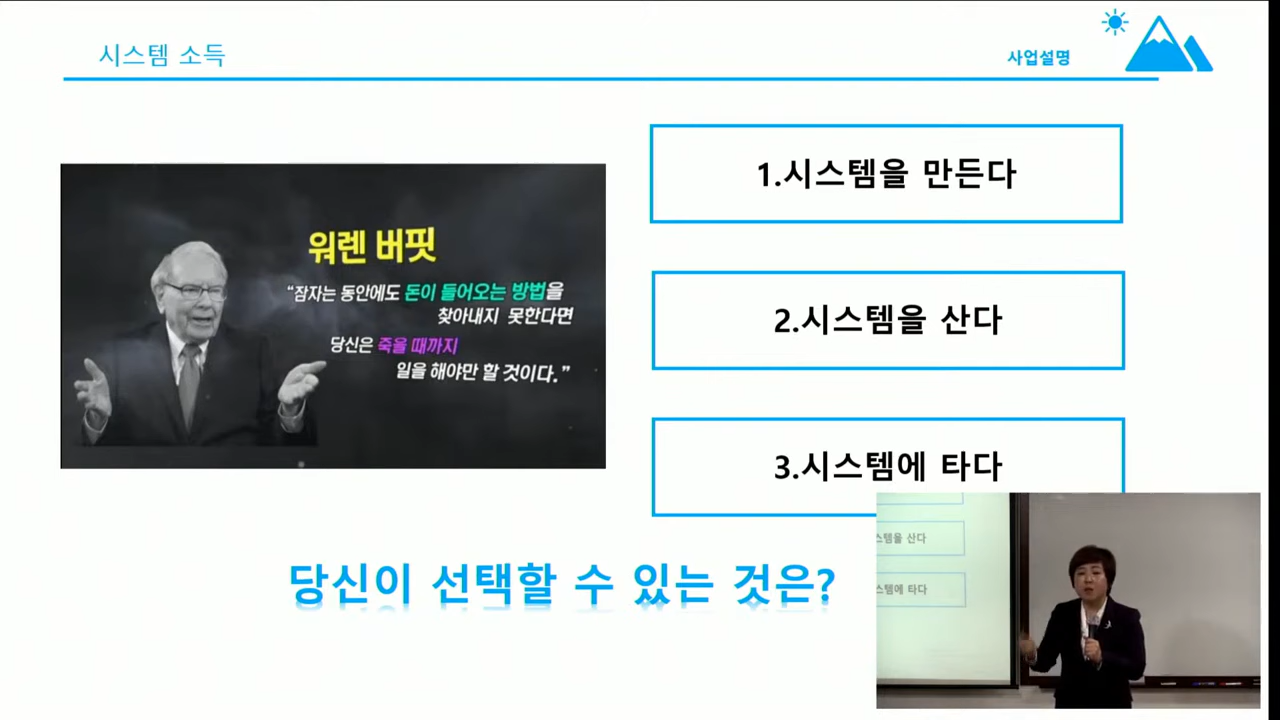 시스템 소득
사업설명
워렌 버핏
“잠자는 동안에도 돈이 들어오는 방법을
찾아내지 못한다면
당신은 죽을 때까지
일을 해야만 할 것이다.”
1.시스템을 만든다
2.시스템을 산다
3.시스템에 타다
당신이 선택할 수 있는 것은?
스템을 산다
스템에 타다